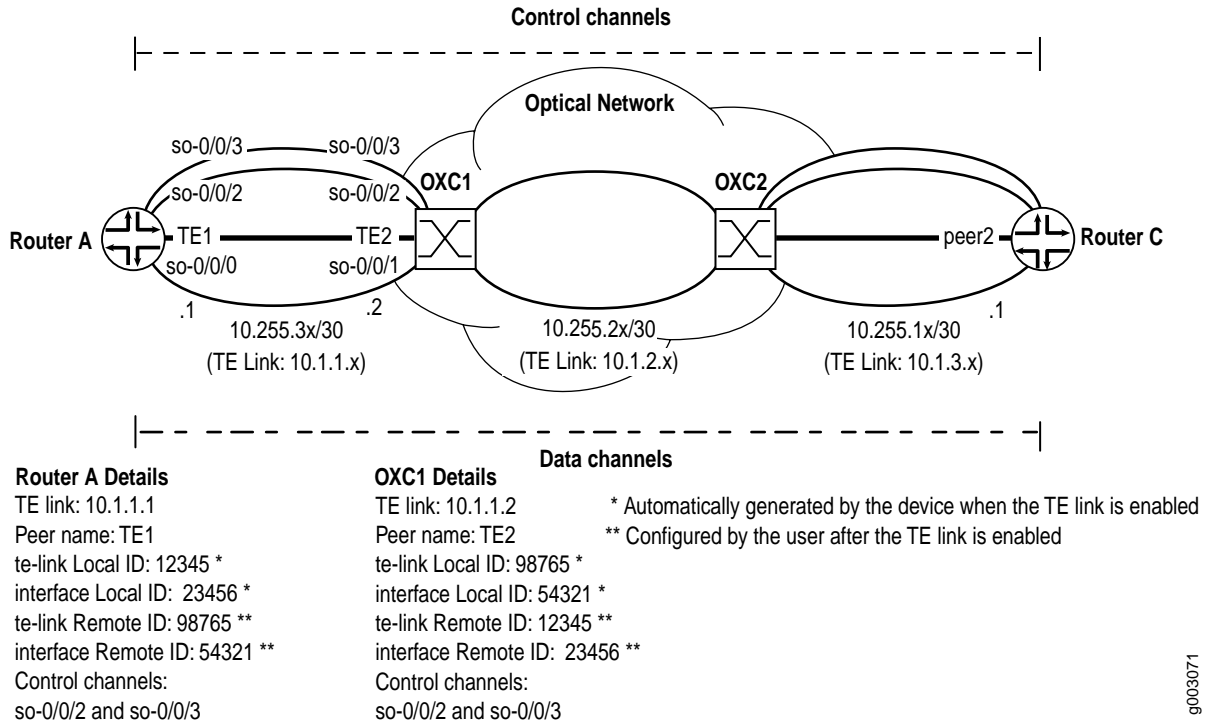 Control channels
Optical Network
so-0/0/3
so-0/0/3
so-0/0/2
so-0/0/2
OXC1
OXC2
Router A
TE1
TE2
peer2
Router C
so-0/0/0
so-0/0/1
.1
.2
.1
10.255.3x/30
10.255.2x/30
10.255.1x/30
(TE Link: 10.1.1.x)
(TE Link: 10.1.2.x)
(TE Link: 10.1.3.x)
Data channels
Router A Details
TE link: 10.1.1.1
Peer name: TE1
te-link Local ID: 12345 *
interface Local ID: 23456 *
te-link Remote ID: 98765 **
interface Remote ID: 54321 **
Control channels:
so-0/0/2 and so-0/0/3
OXC1 Details
TE link: 10.1.1.2
Peer name: TE2
te-link Local ID: 98765 *
interface Local ID: 54321 *
te-link Remote ID: 12345 **
interface Remote ID: 23456 **
Control channels:
so-0/0/2 and so-0/0/3
* Automatically generated by the device when the TE link is enabled
** Configured by the user after the TE link is enabled
g003071